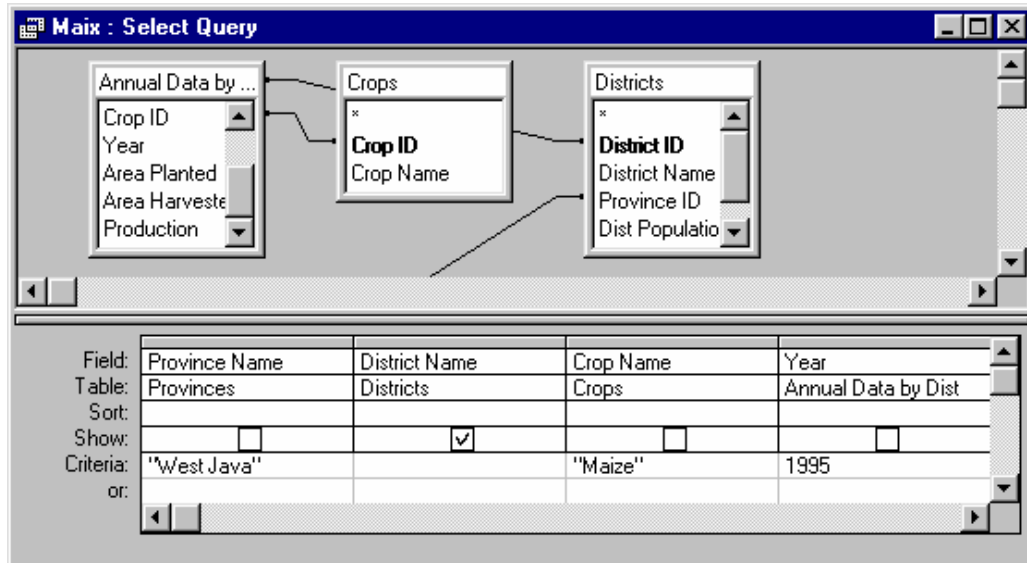 Maix : Select Query
Annual Data by ...
Crop ID
Year
Area Planted
Area Harveste
Production
Crops
*
Crop ID
Crop Name
Districts
*
District ID
District Name
Province ID
Dist Populatio
Field: Province Name District Name Crop Name Year
Table: Provinces Districts Crops Annual Data by Dist
Sort:
Show:
Criteria: "West Java" "Maize" 1995
or: